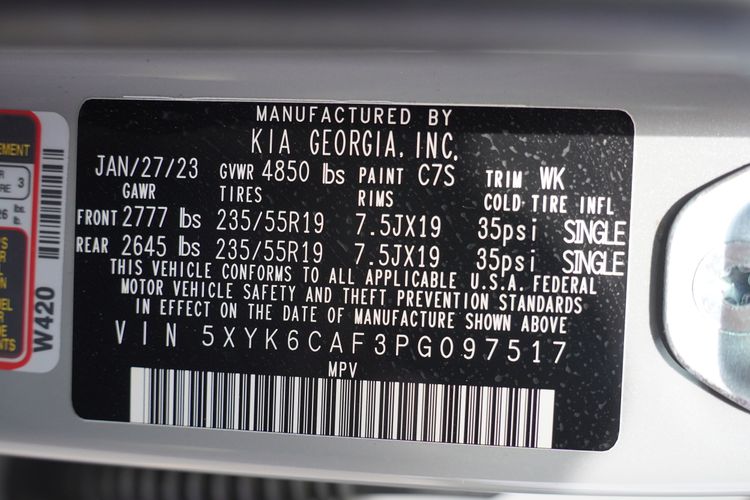 MANUFACTURED BY
KIA GEORGIA, INC.
JAN/27/23 GVWR 4850 lbs PAINT C7S TRIM WK
GAWR TIRES RIMS COLD TIRE INFL
FRONT 2777 lbs 235/55R19 7.5JX19 35psi SINGLE
REAR 2645 lbs 235/55R19 7.5JX19 35psi SINGLE
THIS VEHICLE CONFORMS TO ALL APPLICABLE U.S.A. FEDERAL
MOTOR VEHICLE SAFETY AND THEFT PREVENTION STANDARDS
IN EFFECT ON THE DATE OF MANUFACTURE SHOWN ABOVE
VIN 5XYK6CAF3PG097517
MPV
W420
3